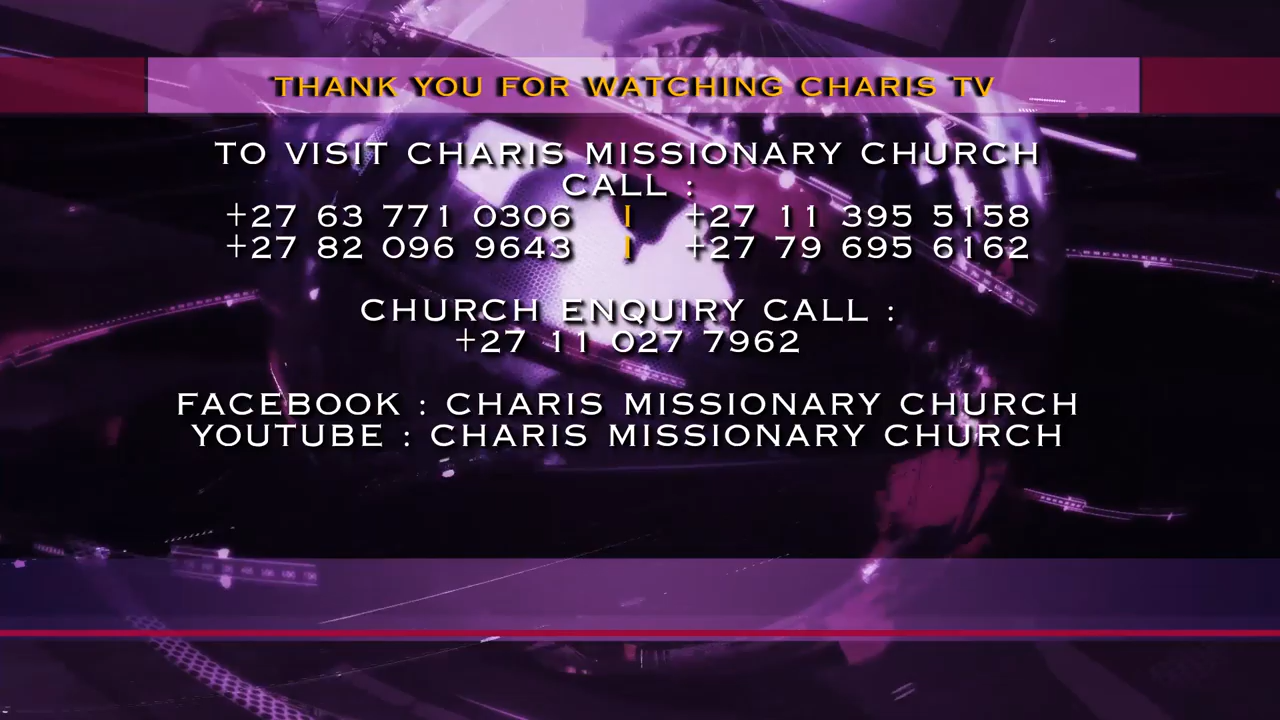 THANK YOU FOR WATCHING CHARIS TV
TO VISIT CHARIS MISSIONARY CHURCH
CALL :
+27 63 771 0306 I +27 11 395 5158
+27 82 096 9643 I +27 79 695 6162
CHURCH ENQUIRY CALL :
+27 11 027 7962
FACEBOOK : CHARIS MISSIONARY CHURCH
YOUTUBE : CHARIS MISSIONARY CHURCH